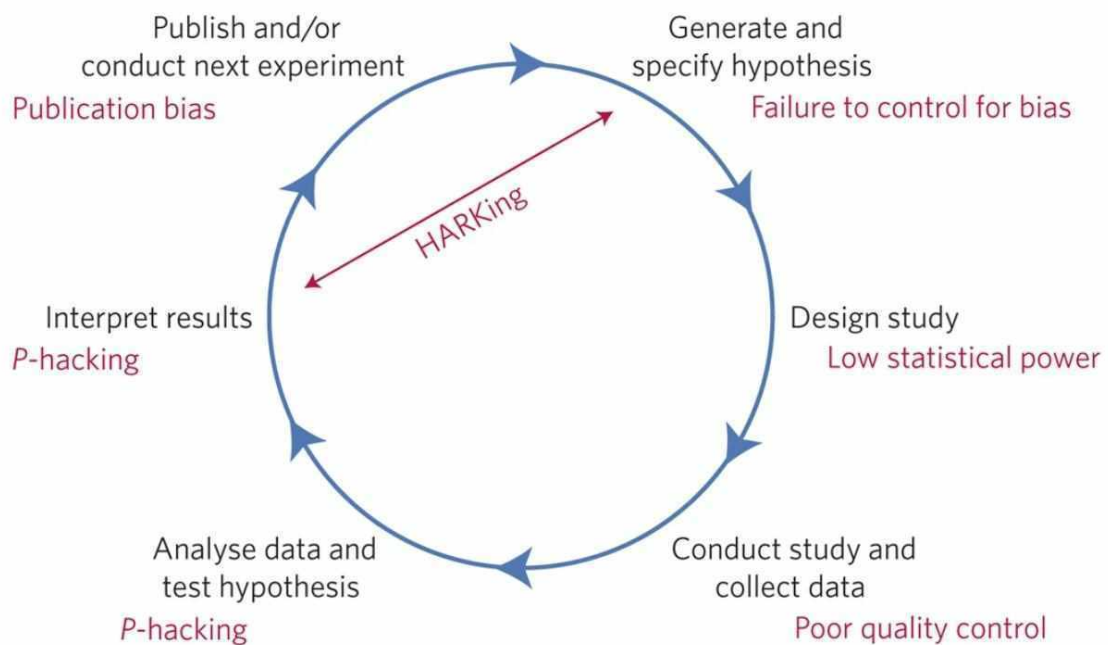 Publish and/or
conduct next experiment
Publication bias
Generate and
specify hypothesis
Failure to control for bias
HARKing
Interpret results
P-hacking
Design study
Low statistical power
Analyse data and
test hypothesis
P-hacking
Conduct study and
collect data
Poor quality control